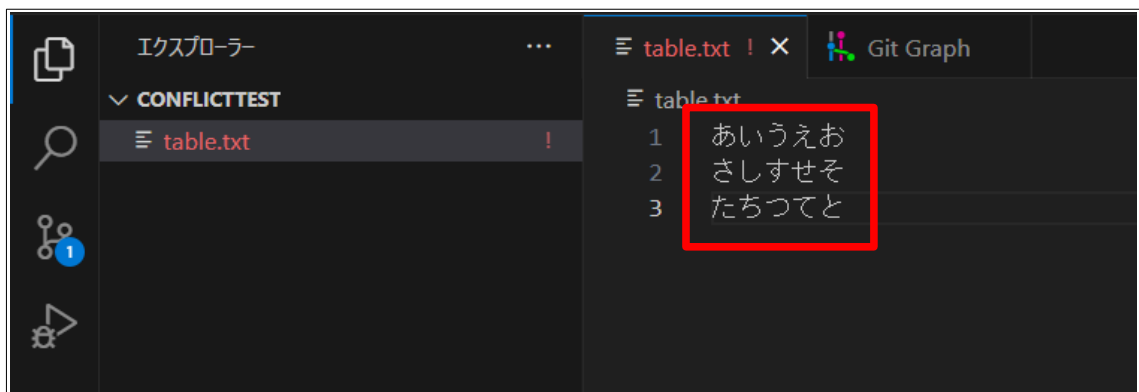 エクスプローラー ...
CONFLICTTEST
table.txt !
1
table.txt ! Git Graph
table.txt
1 あいうえお
2 さしすせそ
3 たちつてと